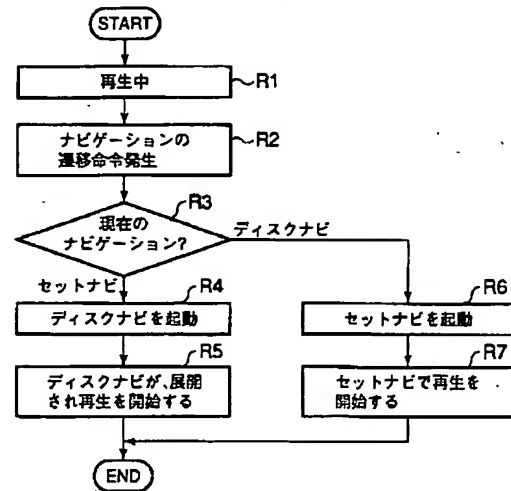 START
再生中
R1
ナビゲーションの
遷移命令発生
R2
R3
現在の
ナビゲーション?
ディスクナビ
セットナビ
R4
ディスクナビを起動
R6
セットナビを起動
R5
ディスクナビが、展開
され再生を開始する
R7
セットナビで再生を
開始する
END